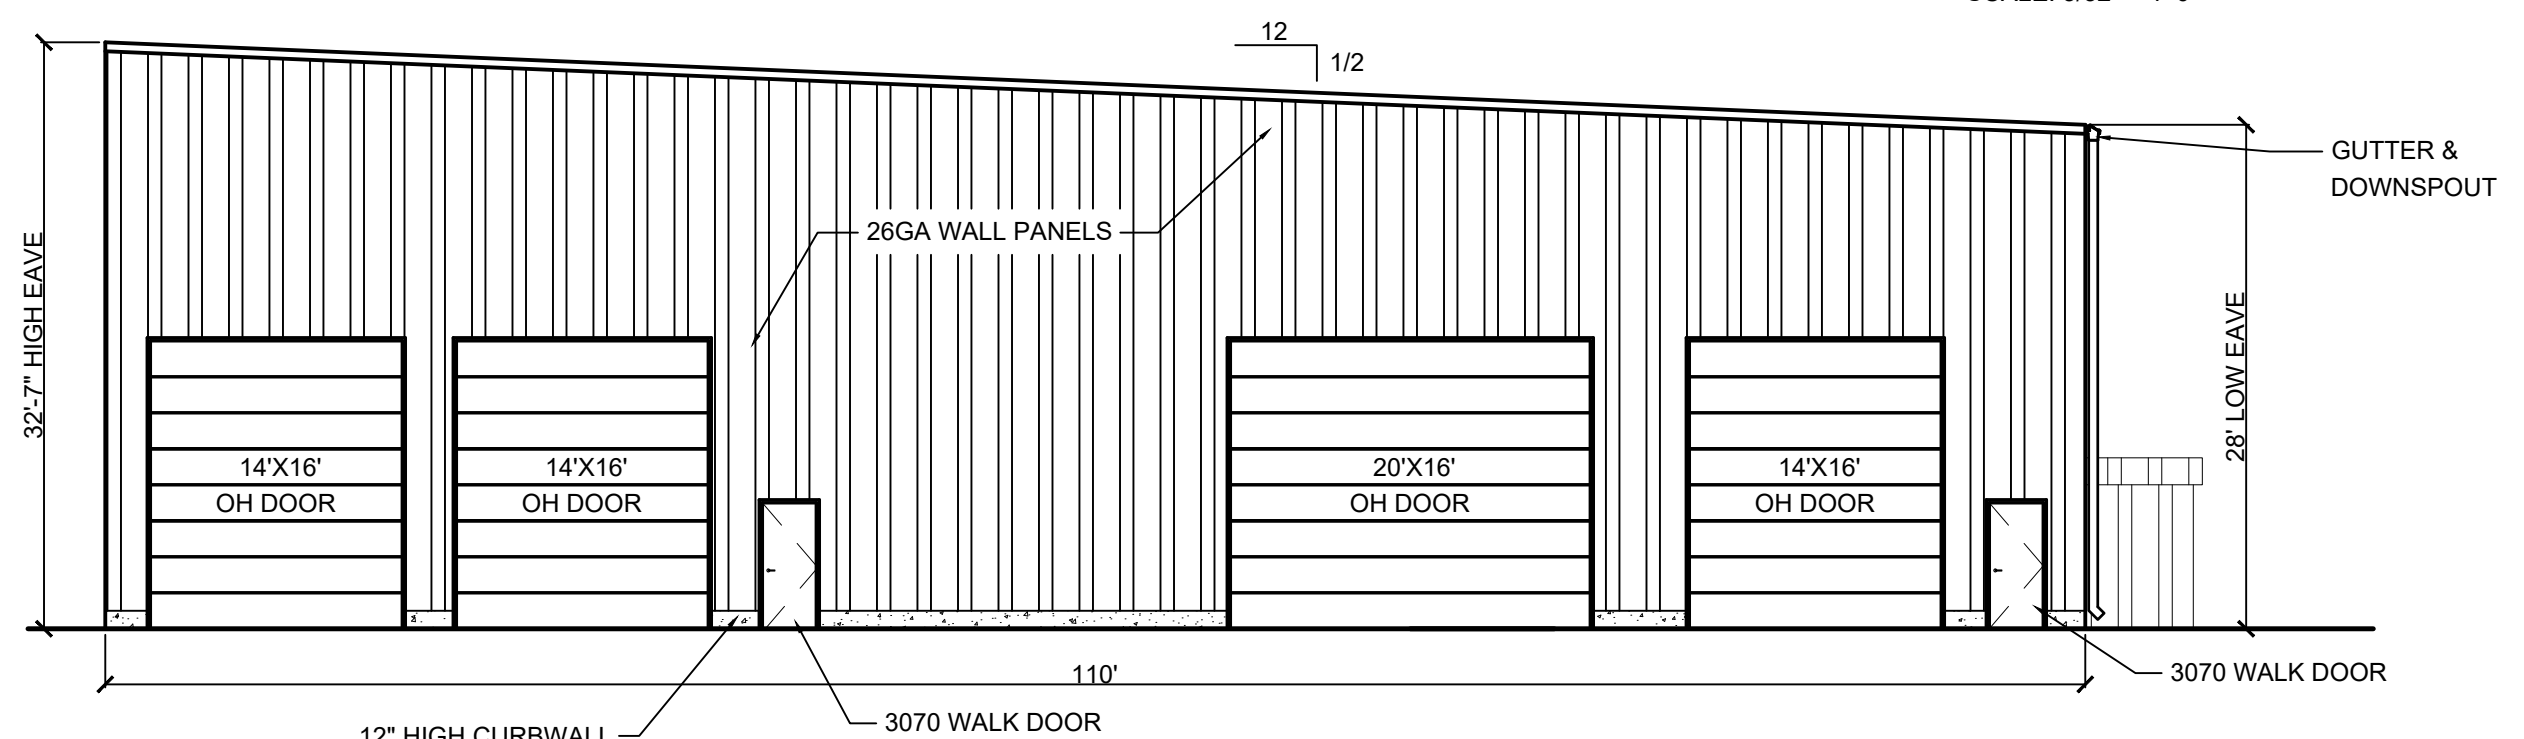 12
1/2
GUTTER &
DOWNSPOUT
26GA WALL PANELS
32'-7" HIGH EAVE
28' LOW EAVE
14'X16'
OH DOOR
14'X16'
OH DOOR
20'X16'
OH DOOR
14'X16'
OH DOOR
110'
3070 WALK DOOR
3070 WALK DOOR
12" HIGH CURBWALL